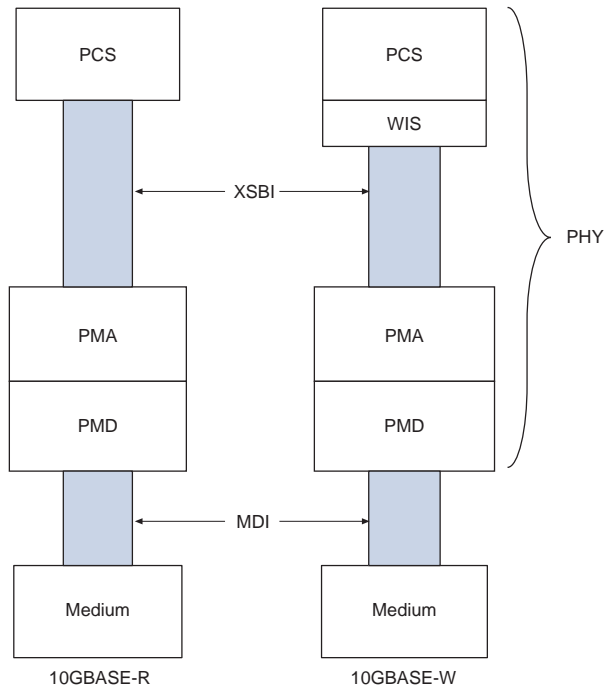 PCS
PCS
WIS
XSBI
PHY
PMA
PMA
PMD
PMD
MDI
Medium
Medium
10GBASE-R
10GBASE-W